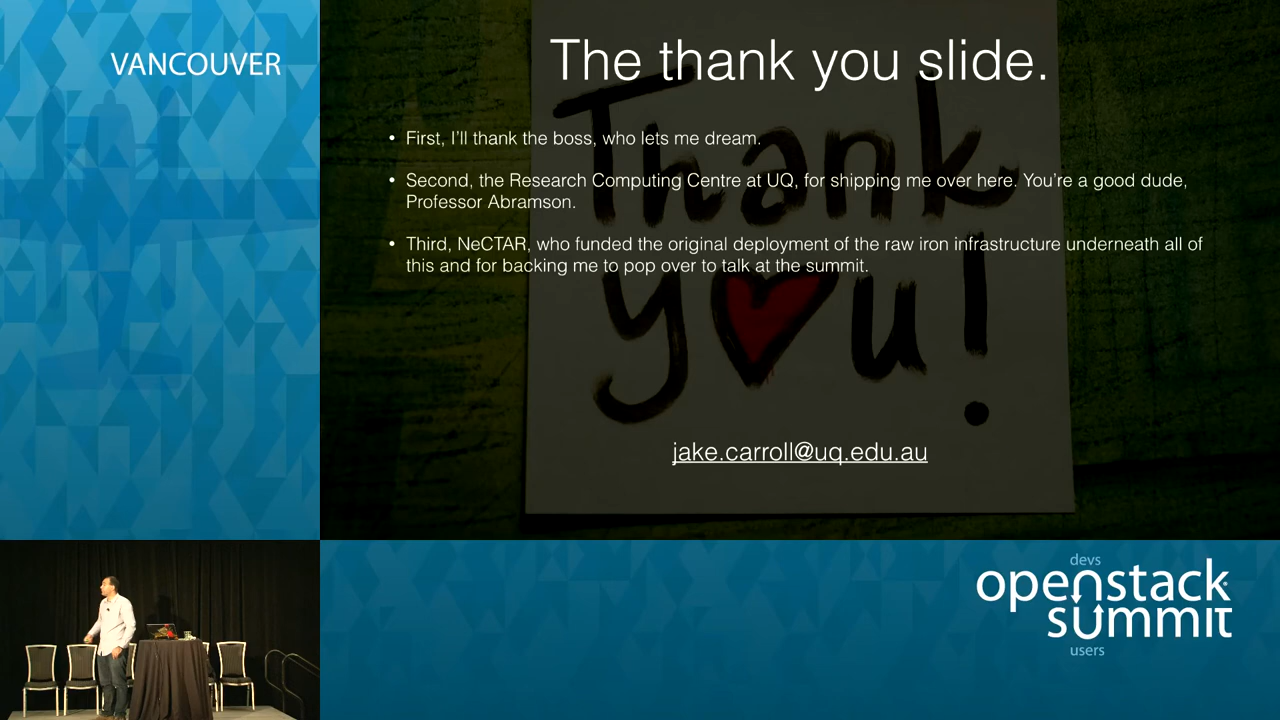 VANCOUVER
The thank you slide.
• First, I'll thank the boss, who lets me dream.
• Second, the Research Computing Centre at UQ, for shipping me over here. You're a good dude,
Professor Abramson.
• Third, NeCTAR, who funded the original deployment of the raw iron infrastructure underneath all of
this and for backing me to pop over to talk at the summit.
Thank
you!
jake.carroll@uq.edu.au
devs
openstack
summit
users